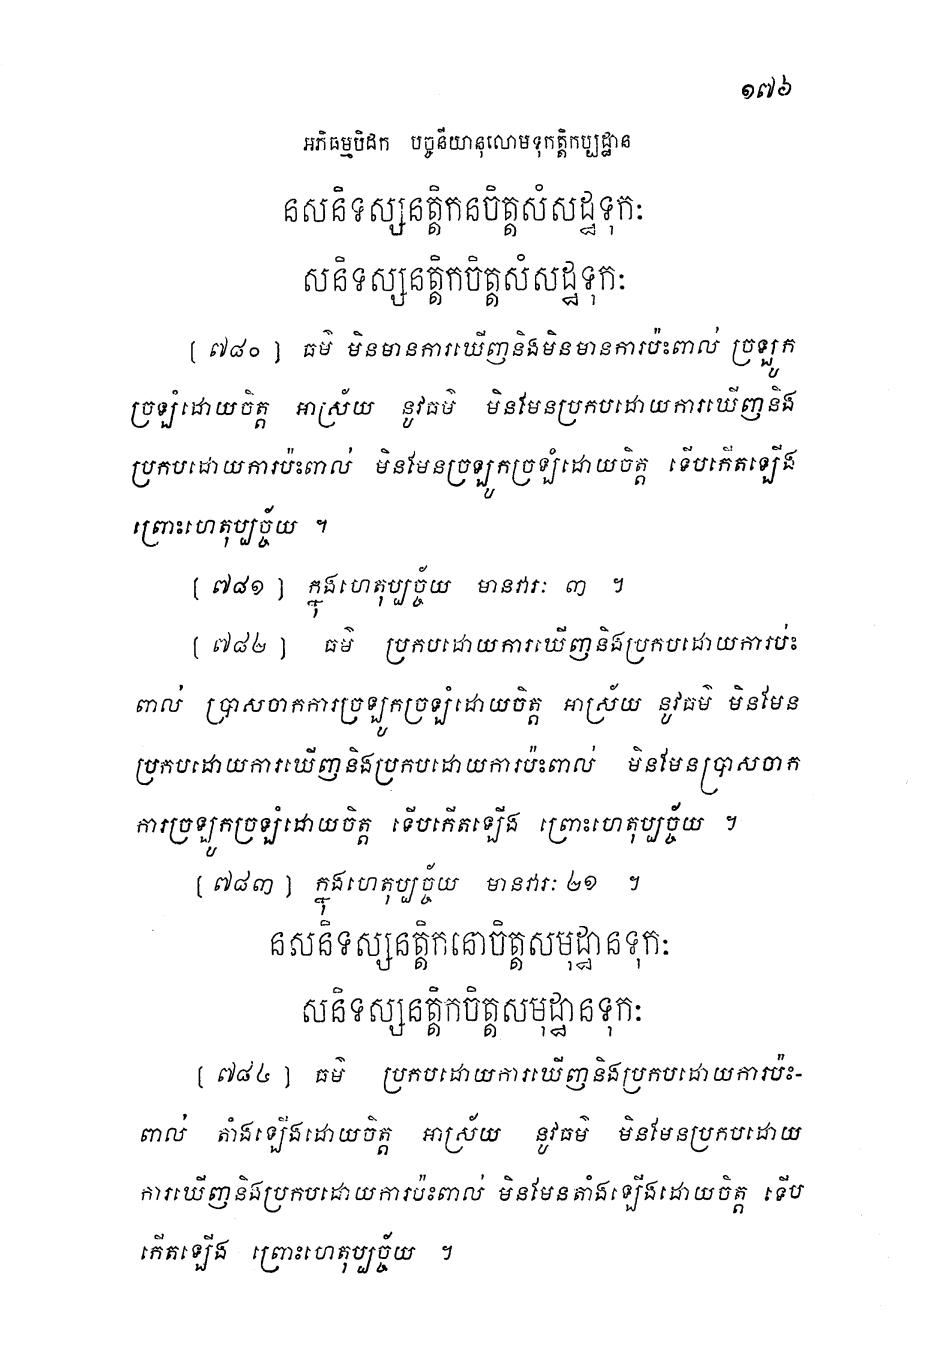 ១៧៦
អភិធម្មបិដក បច្ចនីយានុលោមទុកត្តិកប្បដ្ឋាន
នសនិទស្សនត្តិកនចិត្តសំសដ្ឋទុកៈ
សនិទស្សនត្តិកចិត្តសំសដ្ឋទុកៈ
[ ៧៨០ ] ធម៌ មិនមានការឃើញនិងមិនមានការប៉ះពាល់ ច្រឡូក
ច្រឡំដោយចិត្ត អាស្រ័យ នូវធម៌ មិនមែនប្រកបដោយការឃើញនិង
ប្រកបដោយការប៉ះពាល់ មិនមែនច្រឡូកច្រឡំដោយចិត្ត ទើបកើតឡើង
ព្រោះហេតុប្បច្ច័យ ។
[ ៧៨១ ] ក្នុងហេតុប្បច្ច័យ មានវារៈ ៣ ។
[ ៧៨២ ] ធម៌ ប្រកបដោយការឃើញនិងប្រកបដោយការប៉ះ
ពាល់ ប្រាសចាកការច្រឡូកច្រឡំដោយចិត្ត អាស្រ័យ នូវធម៌ មិនមែន
ប្រកបដោយការឃើញនិងប្រកបដោយការប៉ះពាល់ មិនមែនប្រាសចាក
ការច្រឡូកច្រឡំដោយចិត្ត ទើបកើតឡើង ព្រោះហេតុប្បច្ច័យ ។
[ ៧៨៣ ] ក្នុងហេតុប្បច្ច័យ មានវារៈ ២១ ។
នសនិទស្សនត្តិកនោចិត្តសមុដ្ឋានទុកៈ
សនិទស្សនត្តិកចិត្តសមុដ្ឋានទុកៈ
[ ៧៨៤ ] ធម៌ ប្រកបដោយការឃើញនិងប្រកបដោយការប៉ះ-
ពាល់ តាំងឡើងដោយចិត្ត អាស្រ័យ នូវធម៌ មិនមែនប្រកបដោយ
ការឃើញនិងប្រកបដោយការប៉ះពាល់ មិនមែនតាំងឡើងដោយចិត្ត ទើប
កើតឡើង ព្រោះហេតុប្បច្ច័យ ។